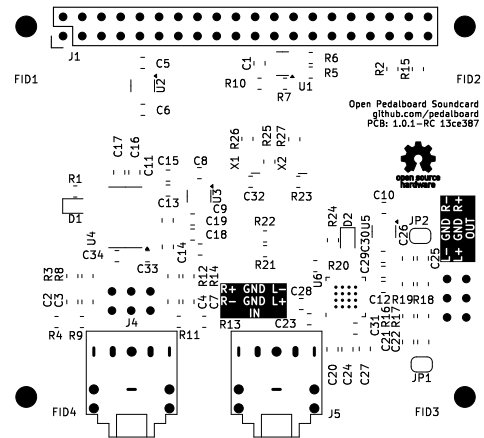 J1
C5
R6
R5
FID1
U2
C1
R10
R7
U1
R2
R15
FID2
C6
Open Pedalboard Soundcard
github.com/pedalboard
PCB: 1.0.1-RC 13ce387
C17
C16
C11
R26
R25
R27
X1
X2
C15
C8
open source
hardware
R1
C13
U3
C9
C32
R23
C10
D1
C19
C18
R22
R24
D2
U5
C30
C29
C26
JP2
L- R-
GND GND
L+ R+
OUT
C25
U4
C34
C33
C14
R21
U6
R20
R3
R8
R12
R14
R+ GND L-
R- GND L+
IN
C28
C12
R19
R18
C2
C3
J4
C4
C7
R4
R9
R11
R13
C23
C31
R16
R17
C21
C22
C20
C24
C27
JP1
FID4
J5
FID3